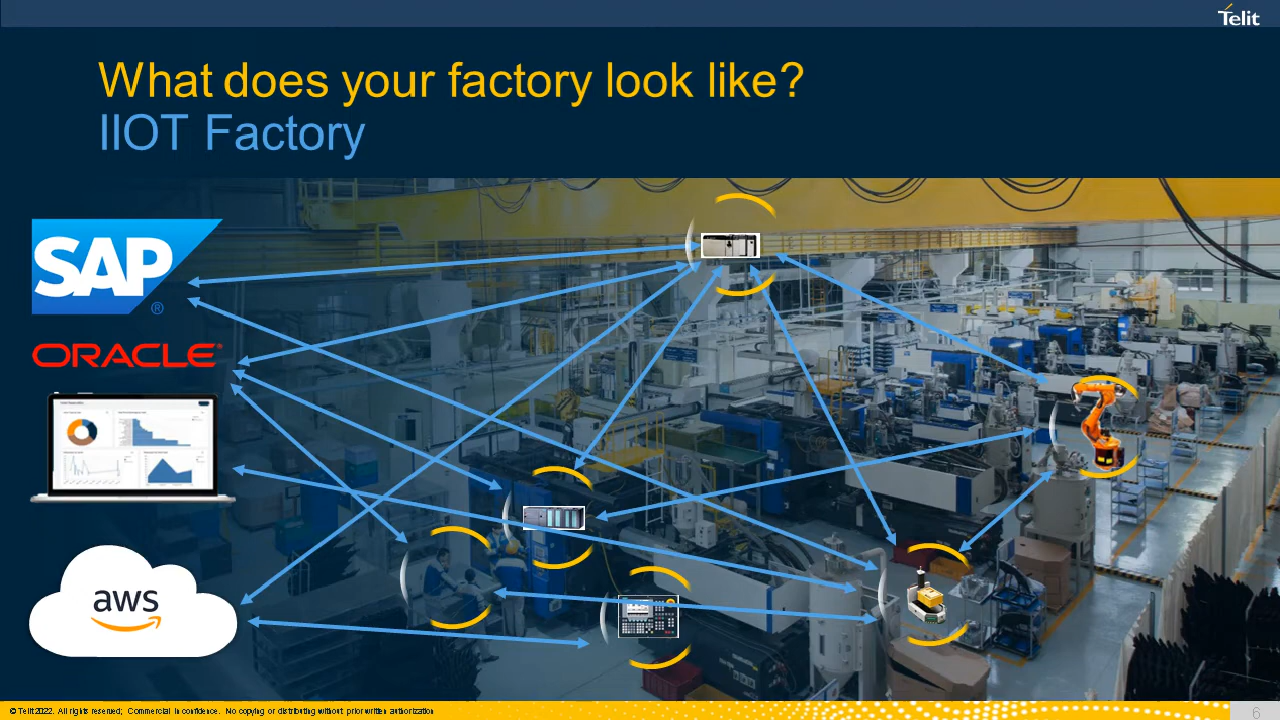 Telit
What does your factory look like?
IIOT Factory
SAP
®
ORACLE
aws
© Telit 2022. All rights reserved; Commercial in confidence. No copying or distributing without prior written authorization
6